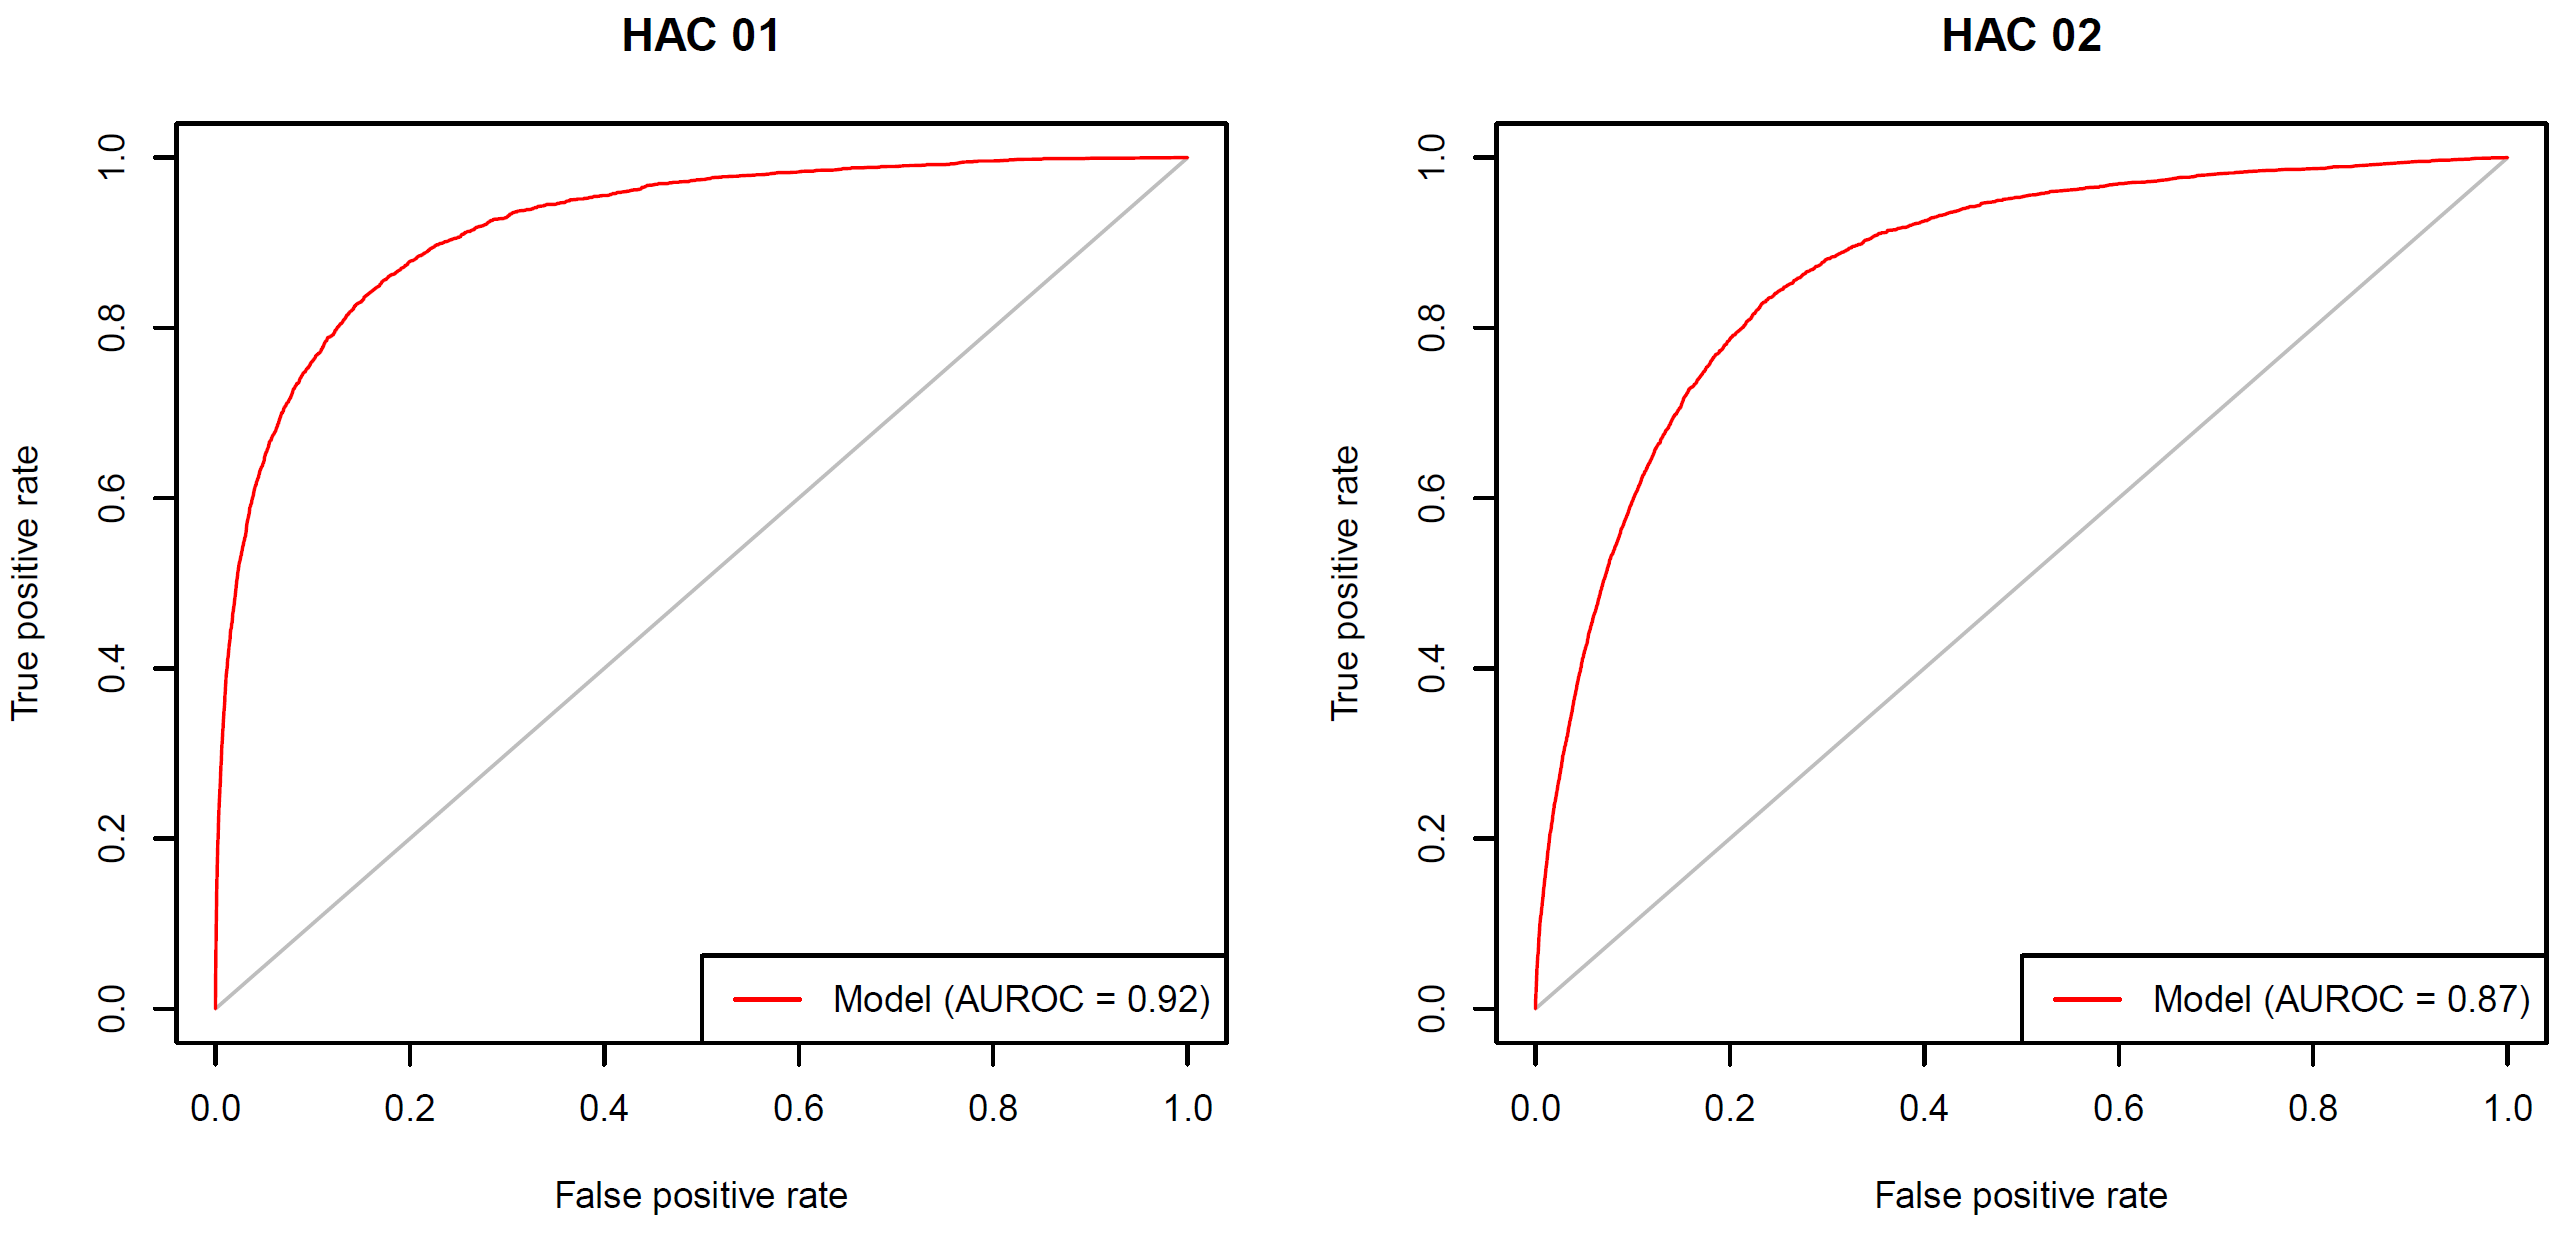 HAC 01
True positive rate
1.0
0.8
0.6
0.4
0.2
0.0
Model (AUROC = 0.92)
0.0 0.2 0.4 0.6 0.8 1.0
False positive rate
HAC 02
True positive rate
1.0
0.8
0.6
0.4
0.2
0.0
Model (AUROC = 0.87)
0.0 0.2 0.4 0.6 0.8 1.0
False positive rate